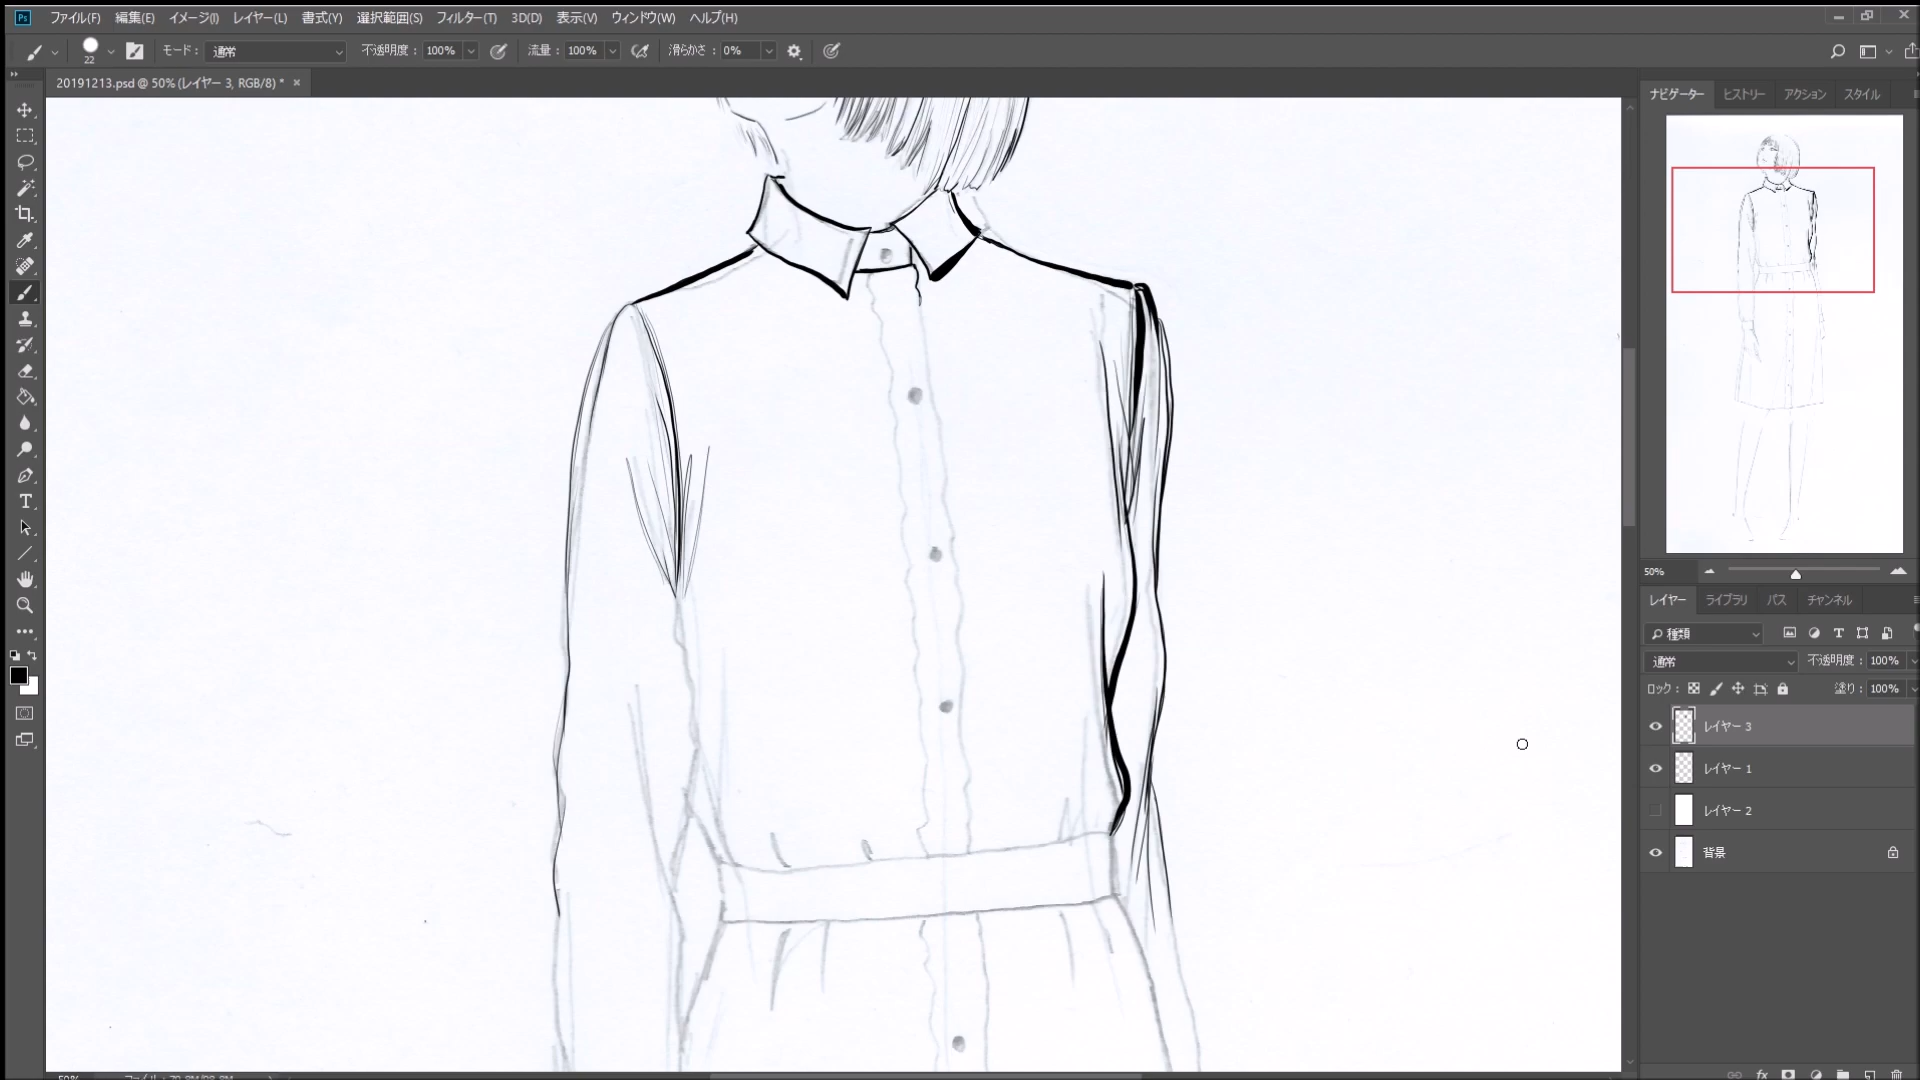 Ps ファイル(F) 編集(E) イメージ(I) レイヤー(L) 書式(Y) 選択範囲(S) フィルター(T) 3D(D) 表示(V) ウィンドウ(W) ヘルプ(H)
22 モード： 通常 不透明度： 100% 流量： 100% 滑らかさ： 0%
20191213.psd @ 50% (レイヤー 3, RGB/8) * ×
ナビゲーター ヒストリー アクション スタイル
50%
レイヤー ライブラリ パス チャンネル
種類
通常 不透明度： 100%
ロック： 塗り： 100%
レイヤー 3
レイヤー 1
レイヤー 2
背景
fx